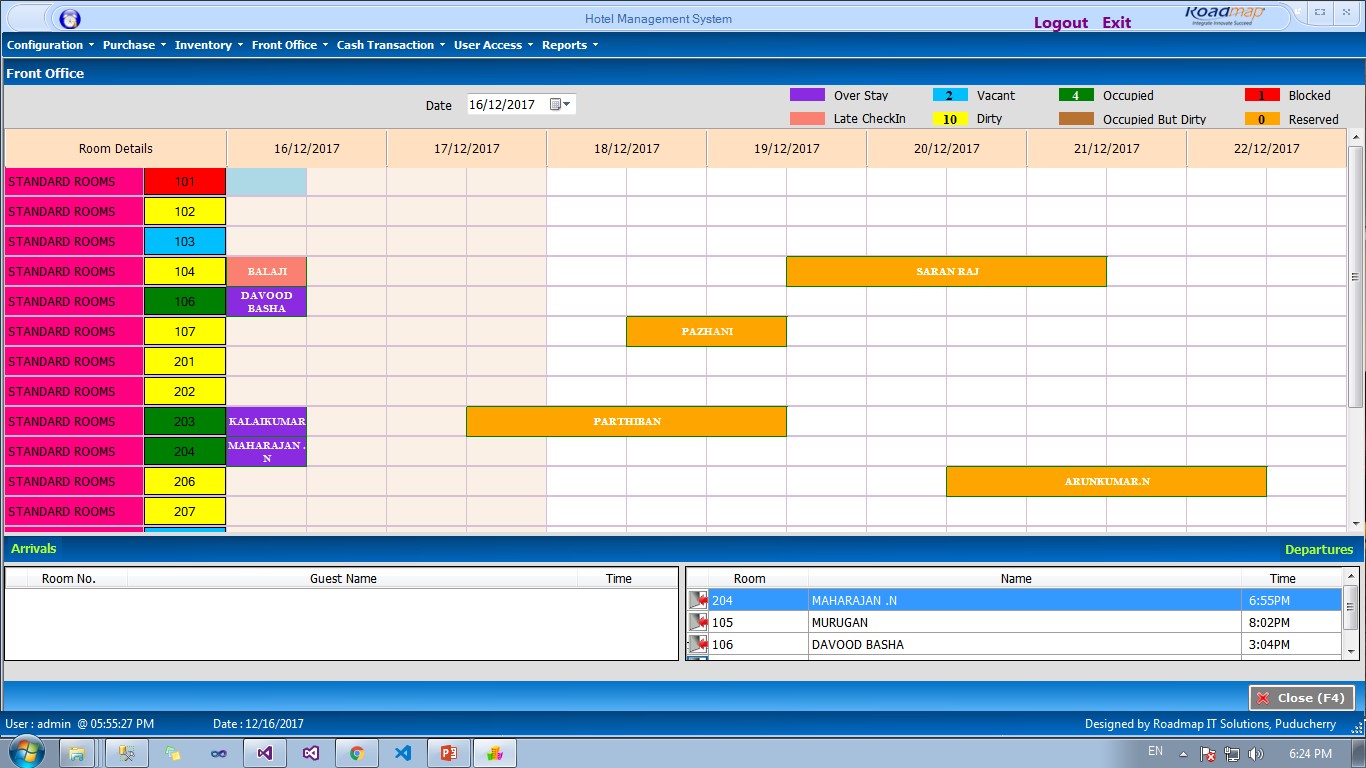 Hotel Management System
Logout Exit
Roadmap
Integrate Innovate Succeed
Configuration Purchase Inventory Front Office Cash Transaction User Access Reports
Front Office
Date 16/12/2017
Over Stay 2 Vacant 4 Occupied 1 Blocked
Late CheckIn 10 Dirty Occupied But Dirty 0 Reserved
Room Details 16/12/2017 17/12/2017 18/12/2017 19/12/2017 20/12/2017 21/12/2017 22/12/2017
STANDARD ROOMS 101
STANDARD ROOMS 102
STANDARD ROOMS 103
STANDARD ROOMS 104 BALAJI SARAN RAJ
STANDARD ROOMS 106 DAVOOD
BASHA
STANDARD ROOMS 107 PAZHANI
STANDARD ROOMS 201
STANDARD ROOMS 202
STANDARD ROOMS 203 KALAIKUMAR PARTHIBAN
STANDARD ROOMS 204 MAHARAJAN .
N
STANDARD ROOMS 206 ARUNKUMAR.N
STANDARD ROOMS 207
Arrivals Departures
Room No. Guest Name Time Room Name Time
204 MAHARAJAN .N 6:55PM
105 MURUGAN 8:02PM
106 DAVOOD BASHA 3:04PM
Close (F4)
User : admin @ 05:55:27 PM Date : 12/16/2017 Designed by Roadmap IT Solutions, Puducherry
EN 6:24 PM